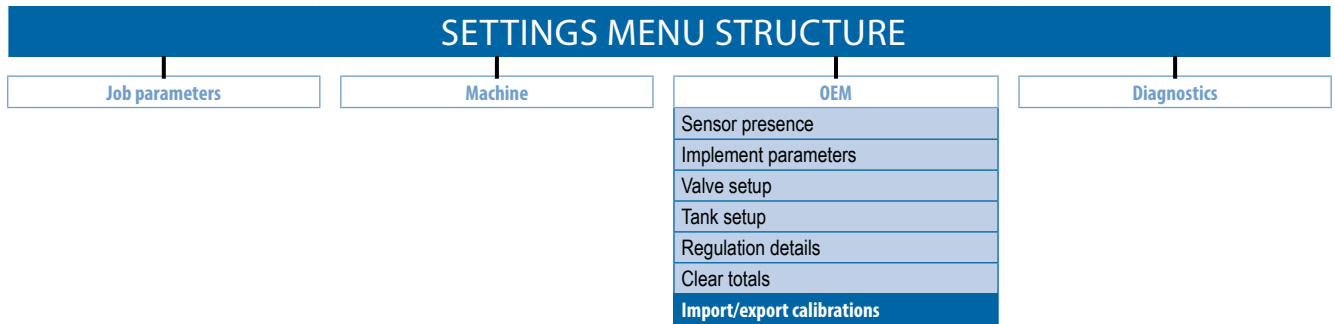 SETTINGS MENU STRUCTURE
Job parameters
Machine
OEM
Diagnostics
Sensor presence
Implement parameters
Valve setup
Tank setup
Regulation details
Clear totals
Import/export calibrations